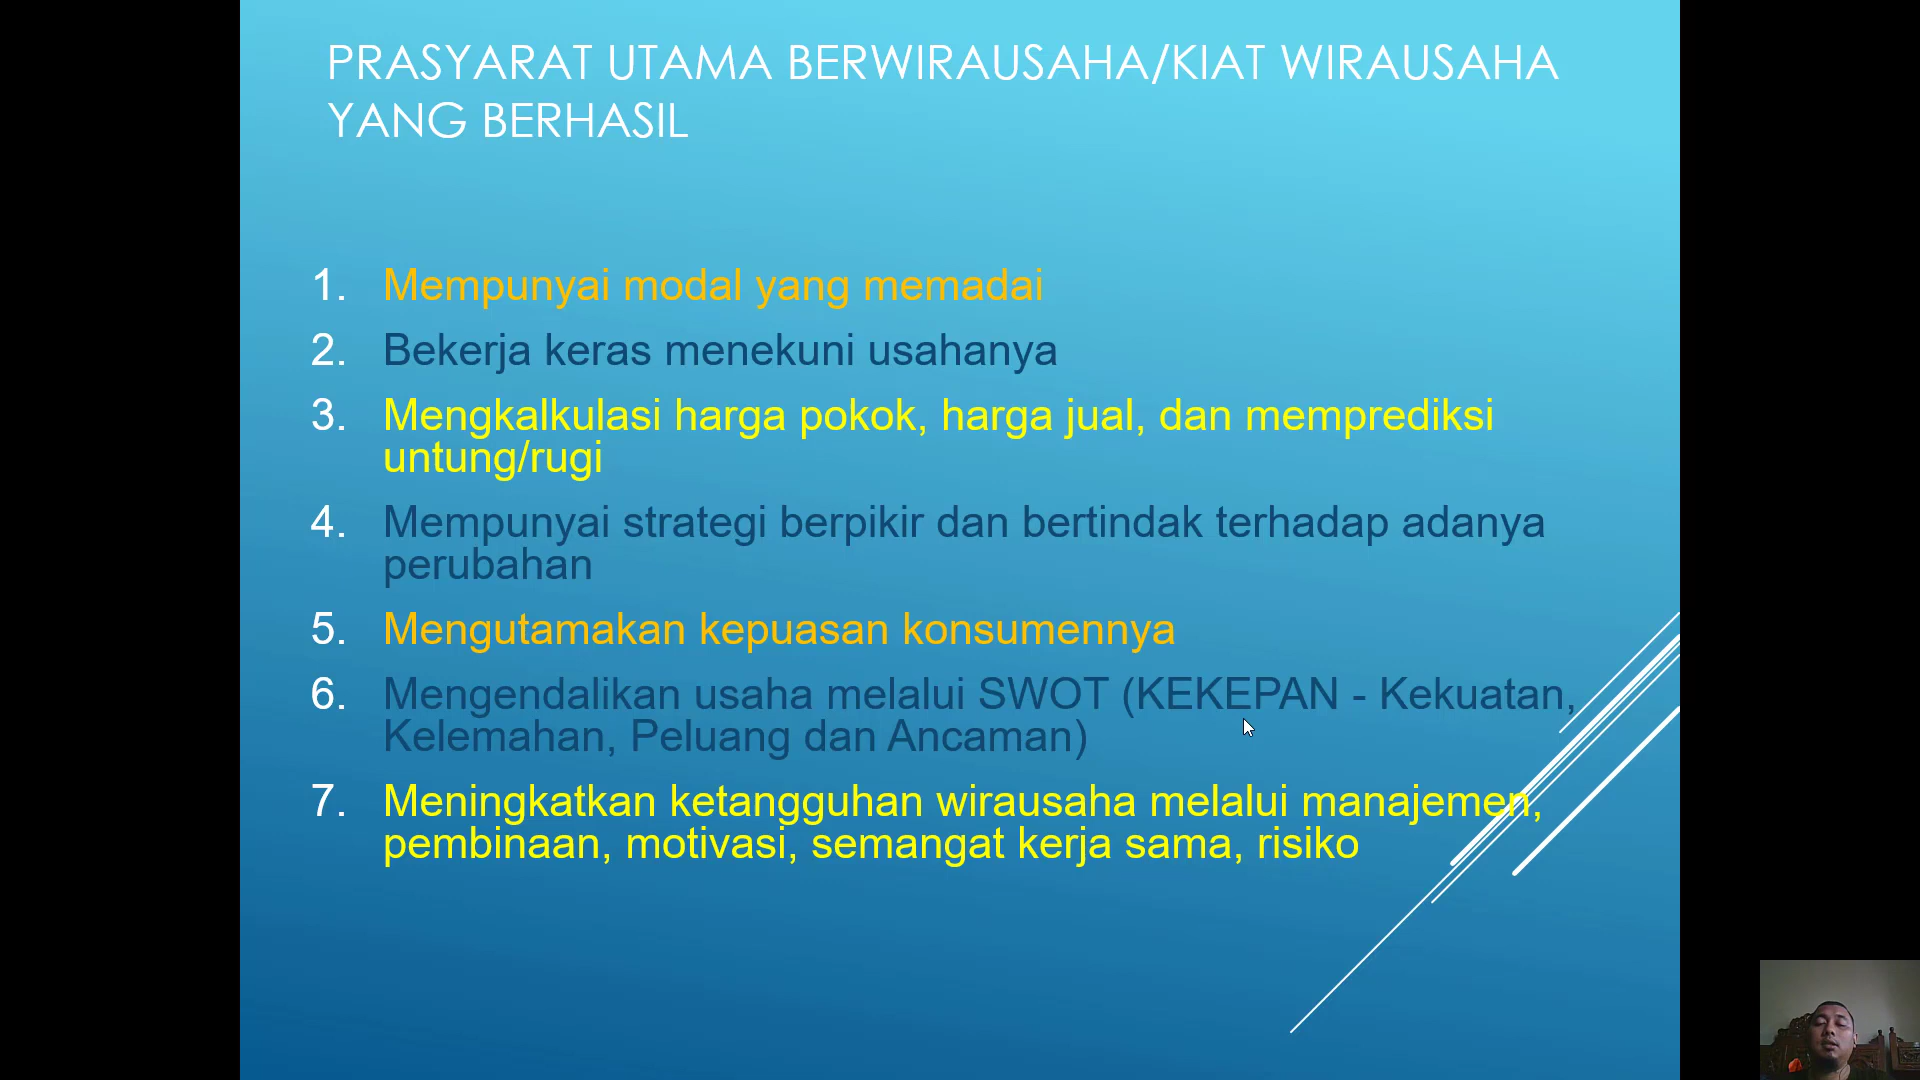 PRASYARAT UTAMA BERWIRAUSAHA/KIAT WIRAUSAHA
YANG BERHASIL
1. Mempunyai modal yang memadai
2. Bekerja keras menekuni usahanya
3. Mengkalkulasi harga pokok, harga jual, dan memprediksi
untung/rugi
4. Mempunyai strategi berpikir dan bertindak terhadap adanya
perubahan
5. Mengutamakan kepuasan konsumennya
6. Mengendalikan usaha melalui SWOT (KEKEPAN - Kekuatan,
Kelemahan, Peluang dan Ancaman)
7. Meningkatkan ketangguhan wirausaha melalui manajemen,
pembinaan, motivasi, semangat kerja sama, risiko